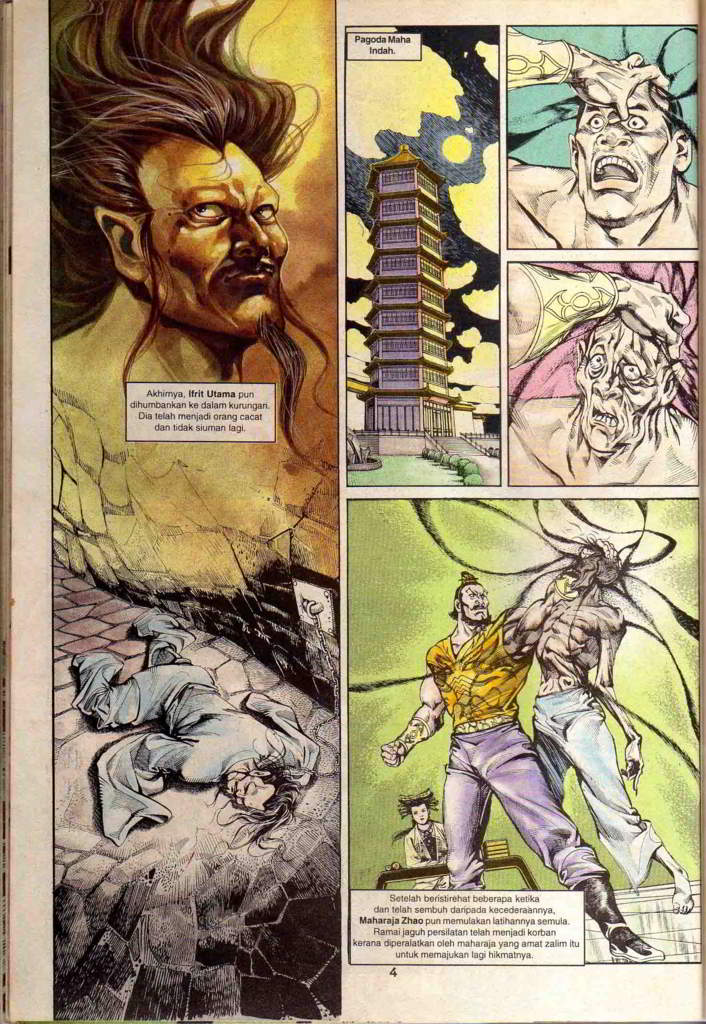 Akhirnya, Ifrit Utama pun
dihumbankan ke dalam kurungan.
Dia telah menjadi orang cacat
dan tidak siuman lagi.
Pagoda Maha
Indah.
Setelah beristirehat beberapa ketika
dan telah sembuh daripada kecederaannya,
Maharaja Zhao pun memulakan latihannya semula.
Ramai jaguh persilatan telah menjadi korban
kerana diperalatkan oleh maharaja yang amat zalim itu
untuk memajukan lagi hikmatnya.
4